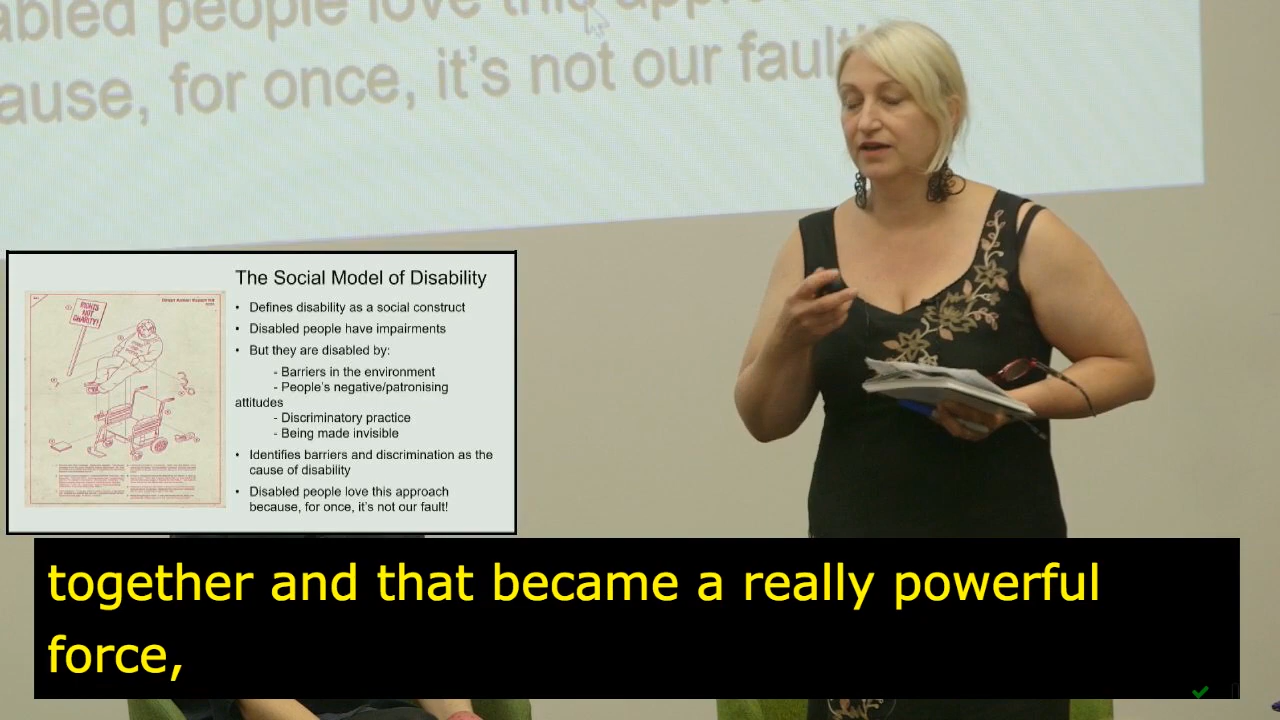 abled people love this appro
ause, for once, it's not our fault!
The Social Model of Disability
RIGHTS
NOT
CHARITY!
• Defines disability as a social construct
• Disabled people have impairments
• But they are disabled by:
- Barriers in the environment
- People's negative/patronising
attitudes
- Discriminatory practice
- Being made invisible
• Identifies barriers and discrimination as the
cause of disability
• Disabled people love this approach
because, for once, it's not our fault!
together and that became a really powerful
force,